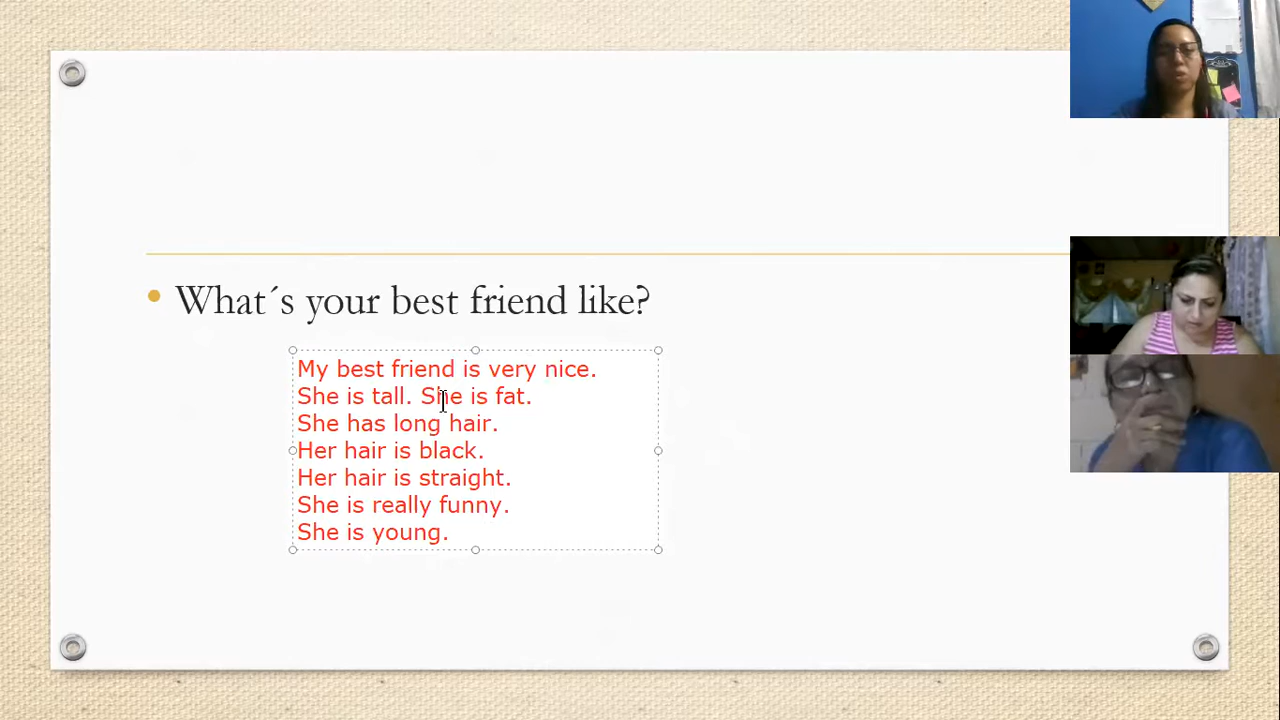 What´s your best friend like?
My best friend is very nice.
She is tall. She is fat.
She has long hair.
Her hair is black.
Her hair is straight.
She is really funny.
She is young.